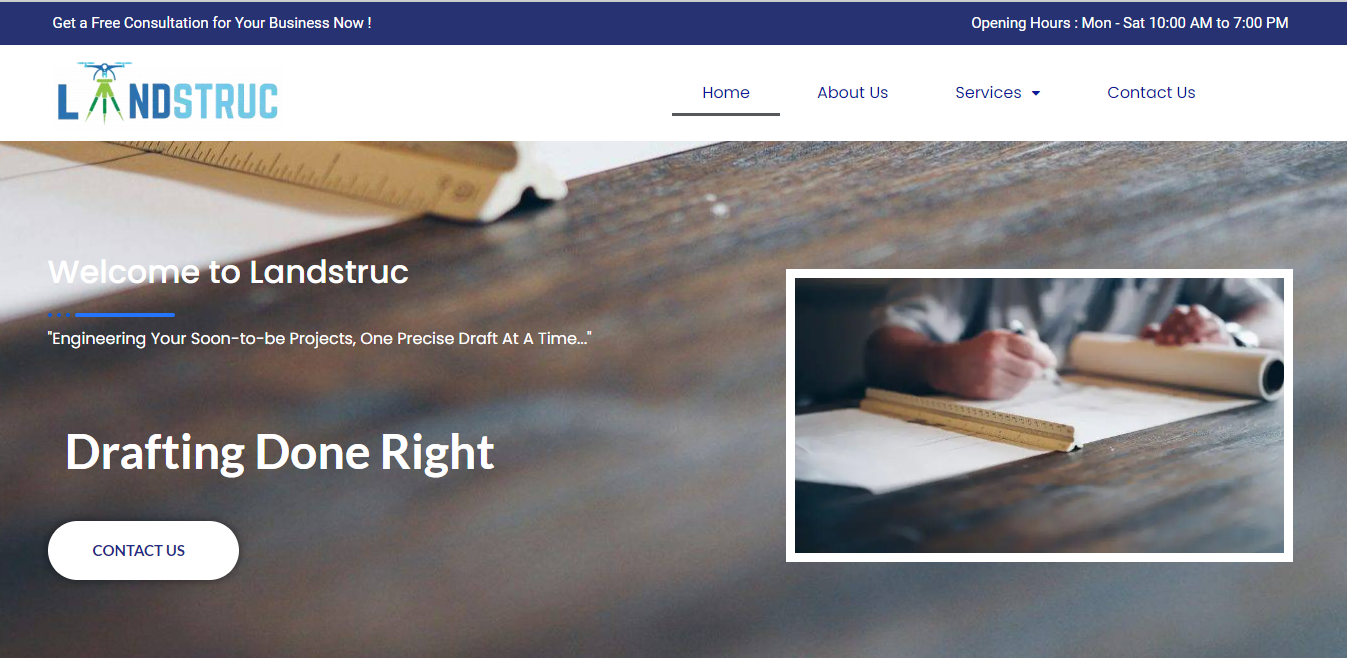 Get a Free Consultation for Your Business Now !
Opening Hours : Mon - Sat 10:00 AM to 7:00 PM
LANDSTRUC
Home
About Us
Services
Contact Us
Welcome to Landstruc
"Engineering Your Soon-to-be Projects, One Precise Draft At A Time..."
Drafting Done Right
CONTACT US